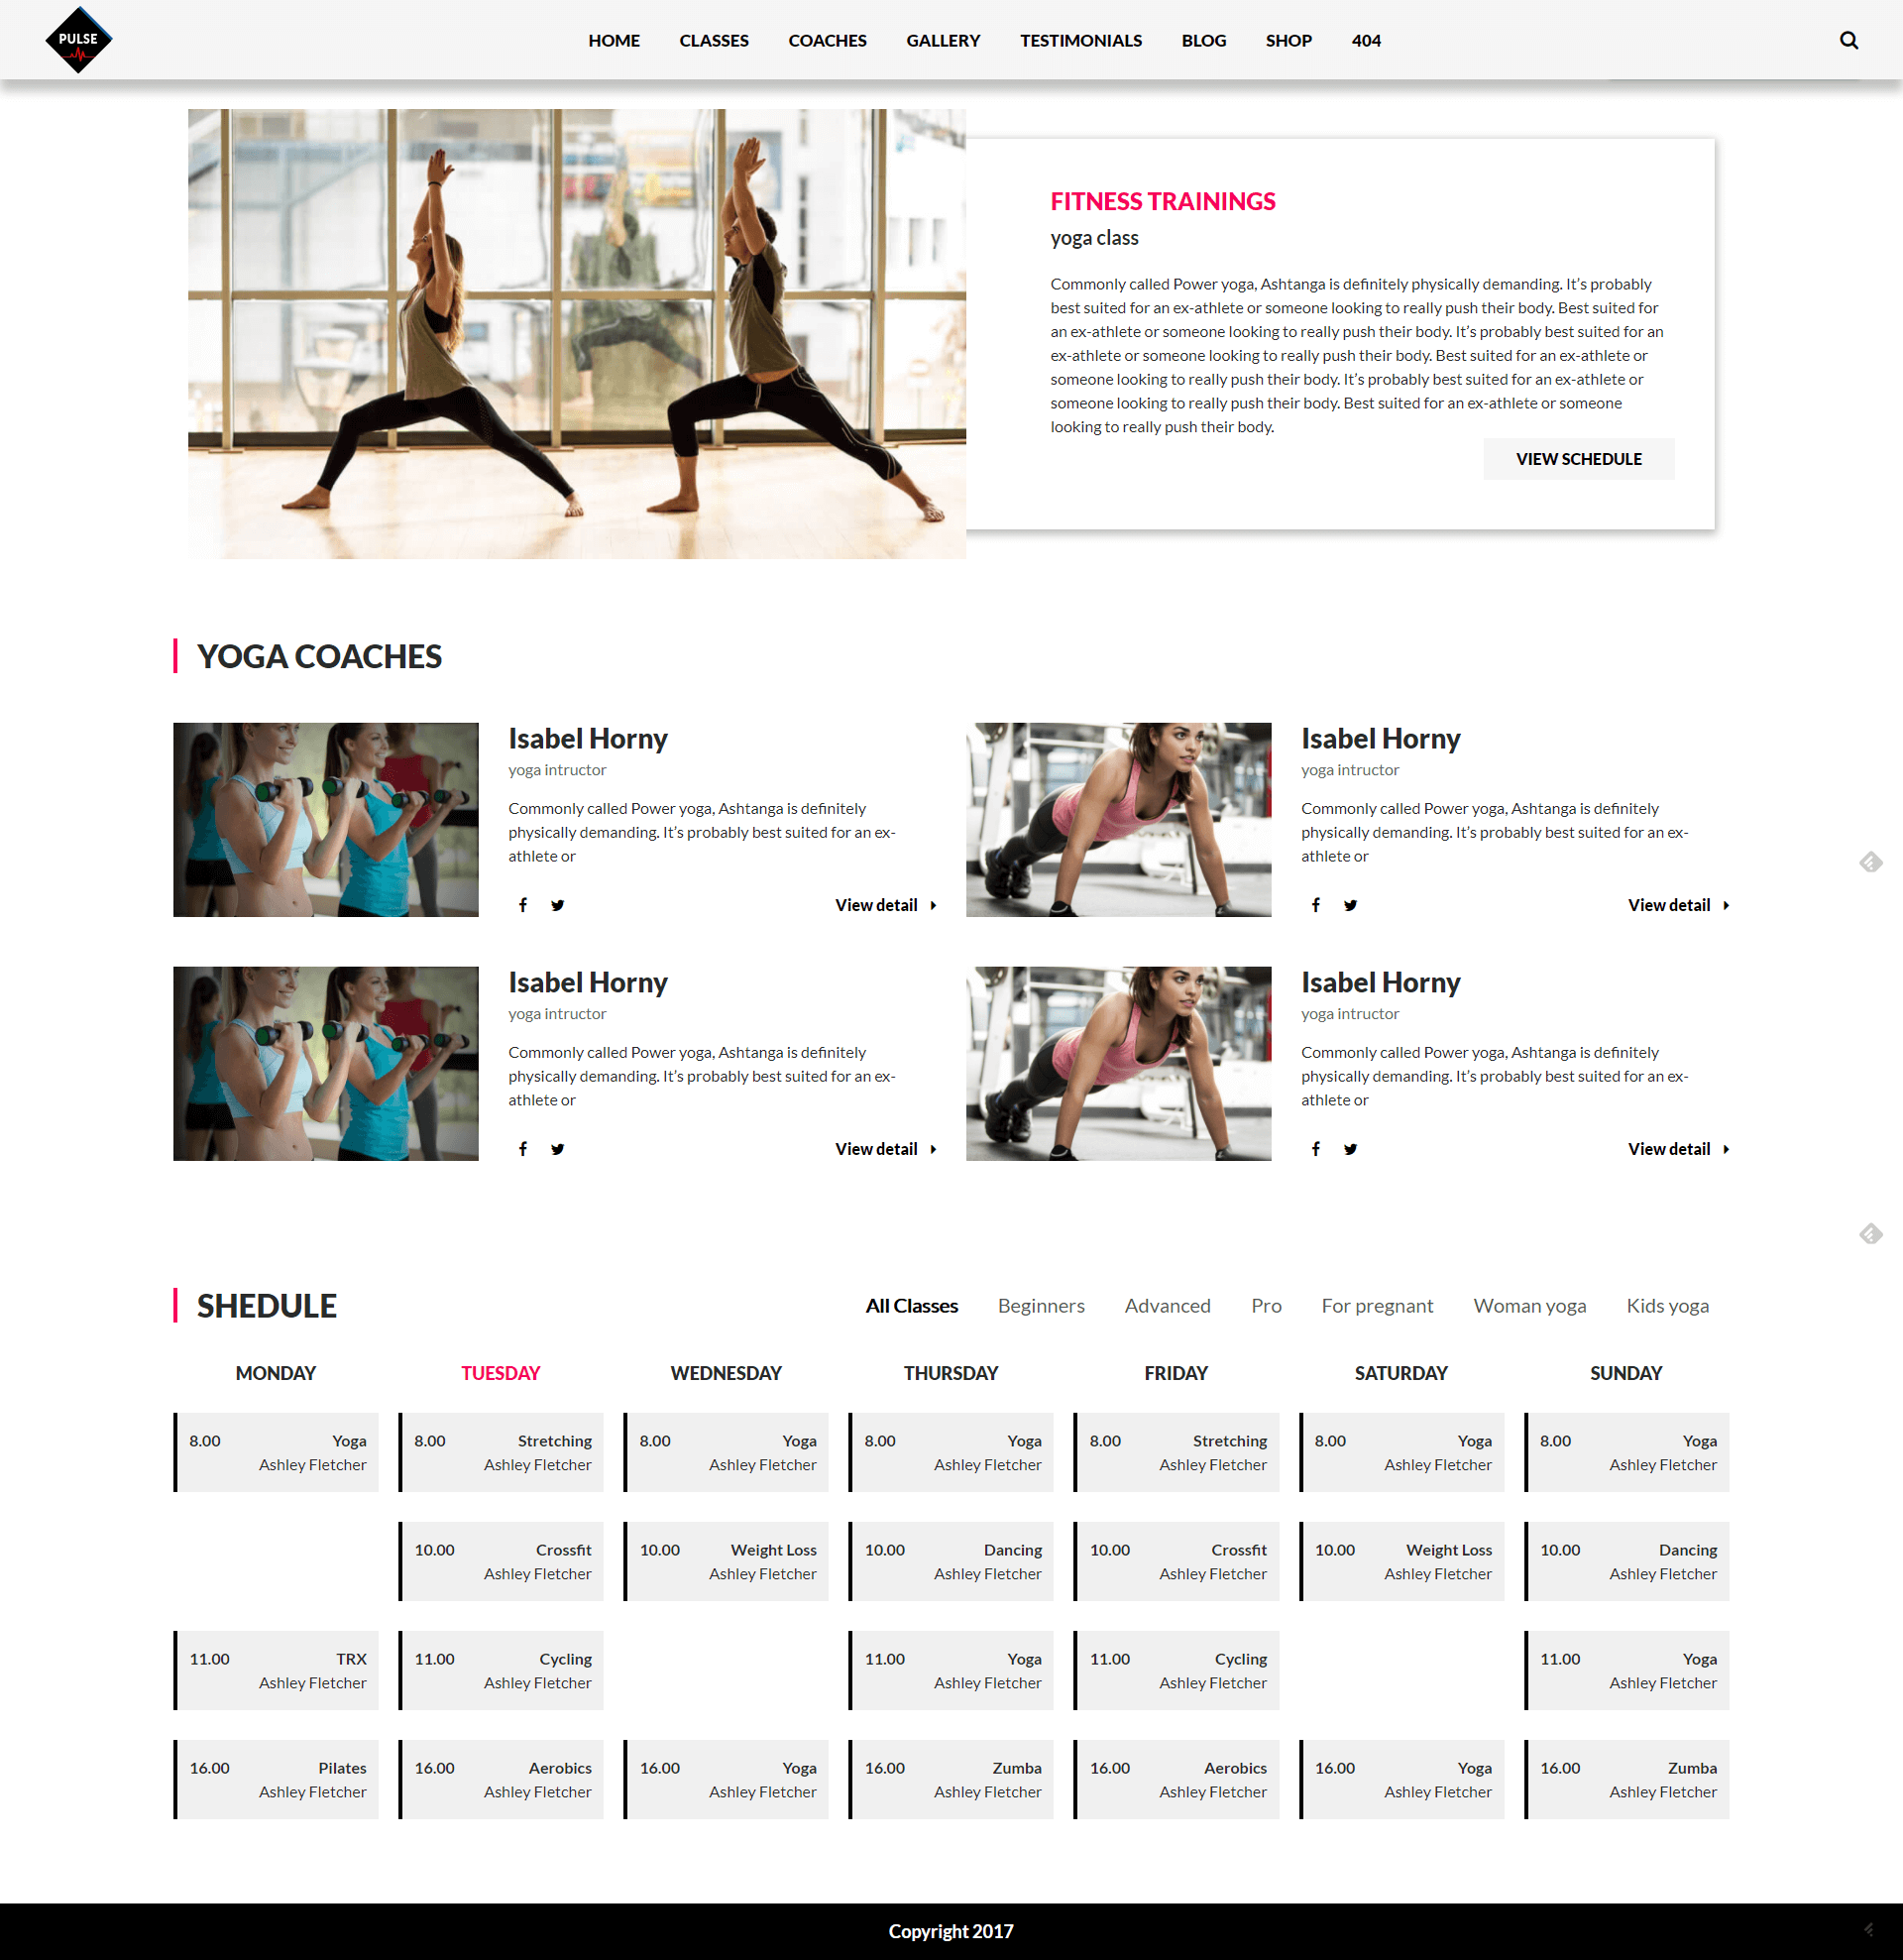 PULSE
HOME CLASSES COACHES GALLERY TESTIMONIALS BLOG SHOP 404
FITNESS TRAININGS
yoga class
Commonly called Power yoga, Ashtanga is definitely physically demanding. It’s probably
best suited for an ex-athlete or someone looking to really push their body. Best suited for
an ex-athlete or someone looking to really push their body. It’s probably best suited for an
ex-athlete or someone looking to really push their body. Best suited for an ex-athlete or
someone looking to really push their body. It’s probably best suited for an ex-athlete or
someone looking to really push their body. Best suited for an ex-athlete or someone
looking to really push their body.
VIEW SCHEDULE
YOGA COACHES
Isabel Horny
yoga intructor
Commonly called Power yoga, Ashtanga is definitely
physically demanding. It’s probably best suited for an ex-
athlete or
View detail
Isabel Horny
yoga intructor
Commonly called Power yoga, Ashtanga is definitely
physically demanding. It’s probably best suited for an ex-
athlete or
View detail
Isabel Horny
yoga intructor
Commonly called Power yoga, Ashtanga is definitely
physically demanding. It’s probably best suited for an ex-
athlete or
View detail
Isabel Horny
yoga intructor
Commonly called Power yoga, Ashtanga is definitely
physically demanding. It’s probably best suited for an ex-
athlete or
View detail
SHEDULE
All Classes Beginners Advanced Pro For pregnant Woman yoga Kids yoga
MONDAY TUESDAY WEDNESDAY THURSDAY FRIDAY SATURDAY SUNDAY
8.00 Yoga 8.00 Stretching 8.00 Yoga 8.00 Yoga 8.00 Stretching 8.00 Yoga 8.00 Yoga
Ashley Fletcher Ashley Fletcher Ashley Fletcher Ashley Fletcher Ashley Fletcher Ashley Fletcher Ashley Fletcher
10.00 Crossfit 10.00 Weight Loss 10.00 Dancing 10.00 Crossfit 10.00 Weight Loss 10.00 Dancing
Ashley Fletcher Ashley Fletcher Ashley Fletcher Ashley Fletcher Ashley Fletcher Ashley Fletcher
11.00 TRX 11.00 Cycling 11.00 Yoga 11.00 Cycling 11.00 Yoga
Ashley Fletcher Ashley Fletcher Ashley Fletcher Ashley Fletcher Ashley Fletcher
16.00 Pilates 16.00 Aerobics 16.00 Yoga 16.00 Zumba 16.00 Aerobics 16.00 Yoga 16.00 Zumba
Ashley Fletcher Ashley Fletcher Ashley Fletcher Ashley Fletcher Ashley Fletcher Ashley Fletcher Ashley Fletcher
Copyright 2017